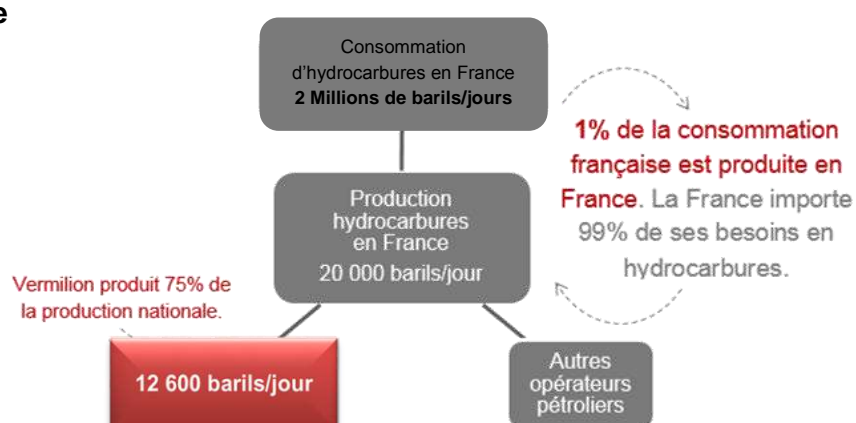 e
Consommation
d'hydrocarbures en France
2 Millions de barils/jours
1% de la consommation
française est produite en
France. La France importe
99% de ses besoins en
hydrocarbures.
Production
hydrocarbures
en France
20 000 barils/jour
Vermilion produit 75% de
la production nationale.
12 600 barils/jour
Autres
opérateurs
pétroliers